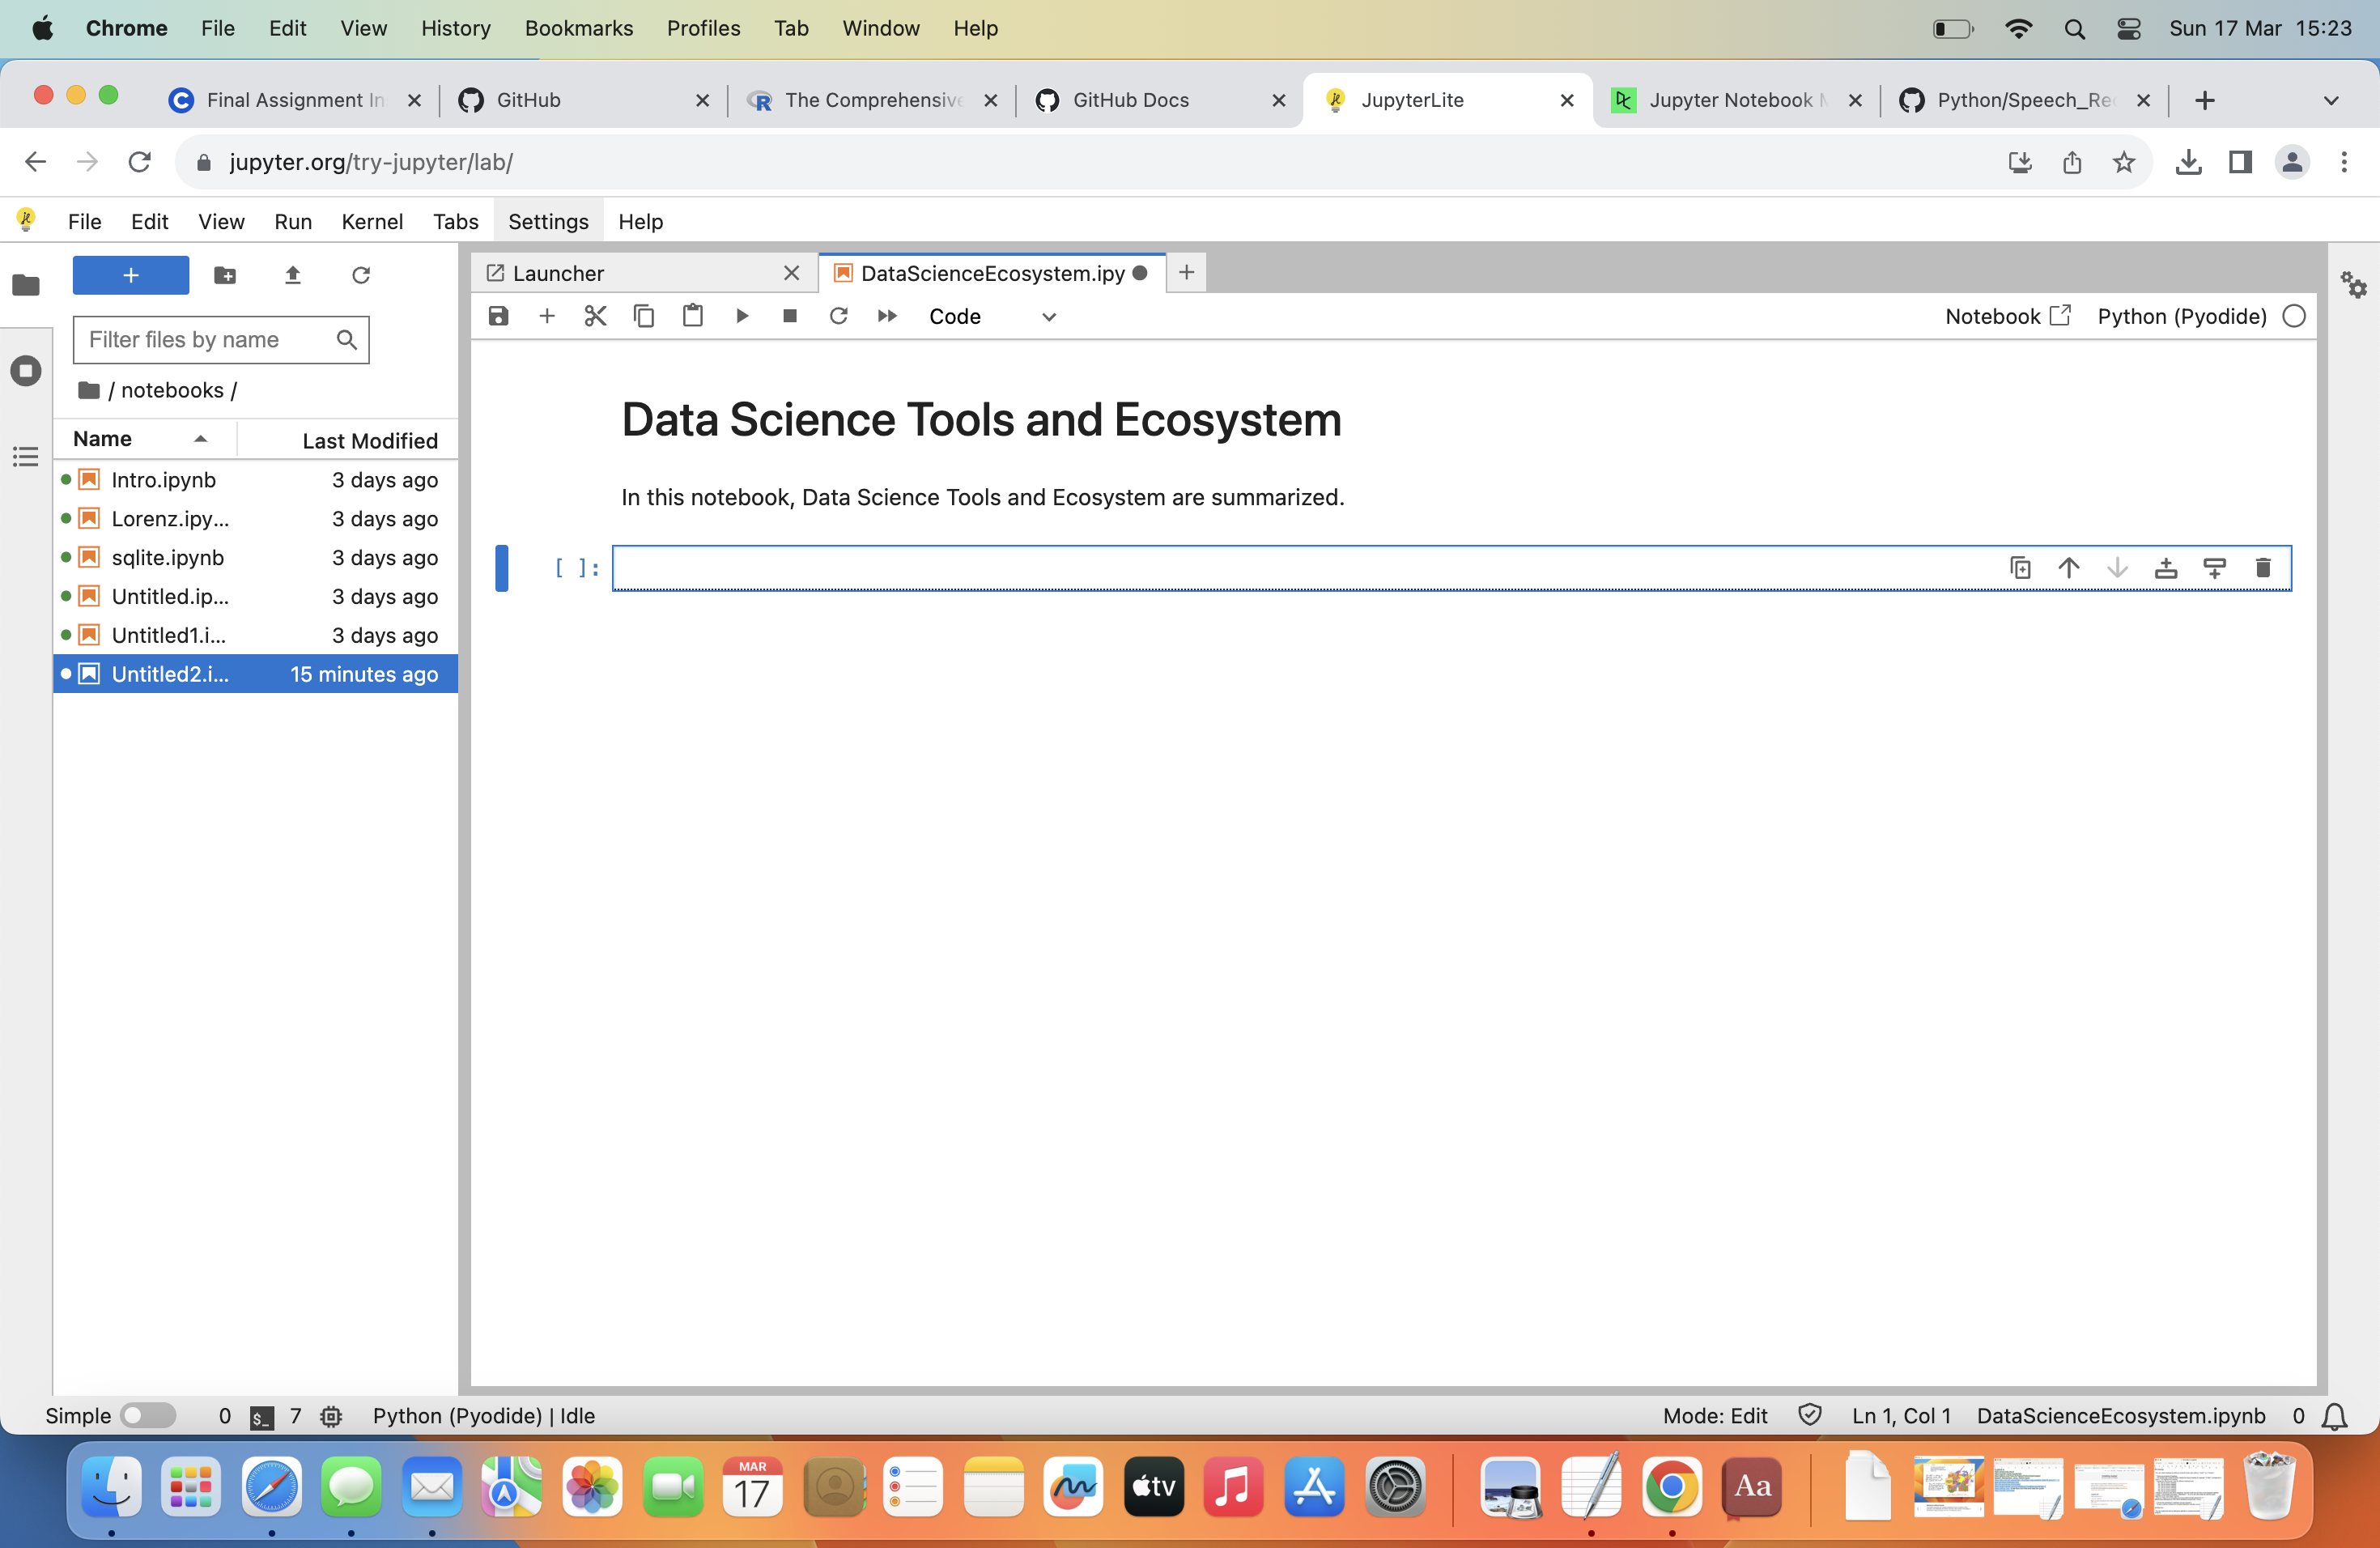 Chrome File Edit View History Bookmarks Profiles Tab Window Help Sun 17 Mar 15:23
Final Assignment In GitHub The Comprehensive GitHub Docs JupyterLite Jupyter Notebook Python/Speech_Re
jupyter.org/try-jupyter/lab/
File Edit View Run Kernel Tabs Settings Help
Launcher DataScienceEcosystem.ipy
Code Notebook Python (Pyodide)
Filter files by name
/ notebooks /
Name Last Modified
Intro.ipynb 3 days ago
Lorenz.ipy... 3 days ago
sqlite.ipynb 3 days ago
Untitled.ip... 3 days ago
Untitled1.i... 3 days ago
Untitled2.i... 15 minutes ago
Data Science Tools and Ecosystem
In this notebook, Data Science Tools and Ecosystem are summarized.
[ ]:
Simple 0 $_ 7 Python (Pyodide) | Idle Mode: Edit Ln 1, Col 1 DataScienceEcosystem.ipynb 0
MAR
17
tv
Aa